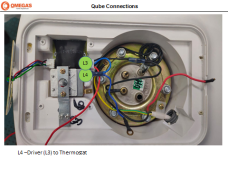 OMEGAS
Qube Connections
L3
L4
L4 –Driver (L3) to Thermostat